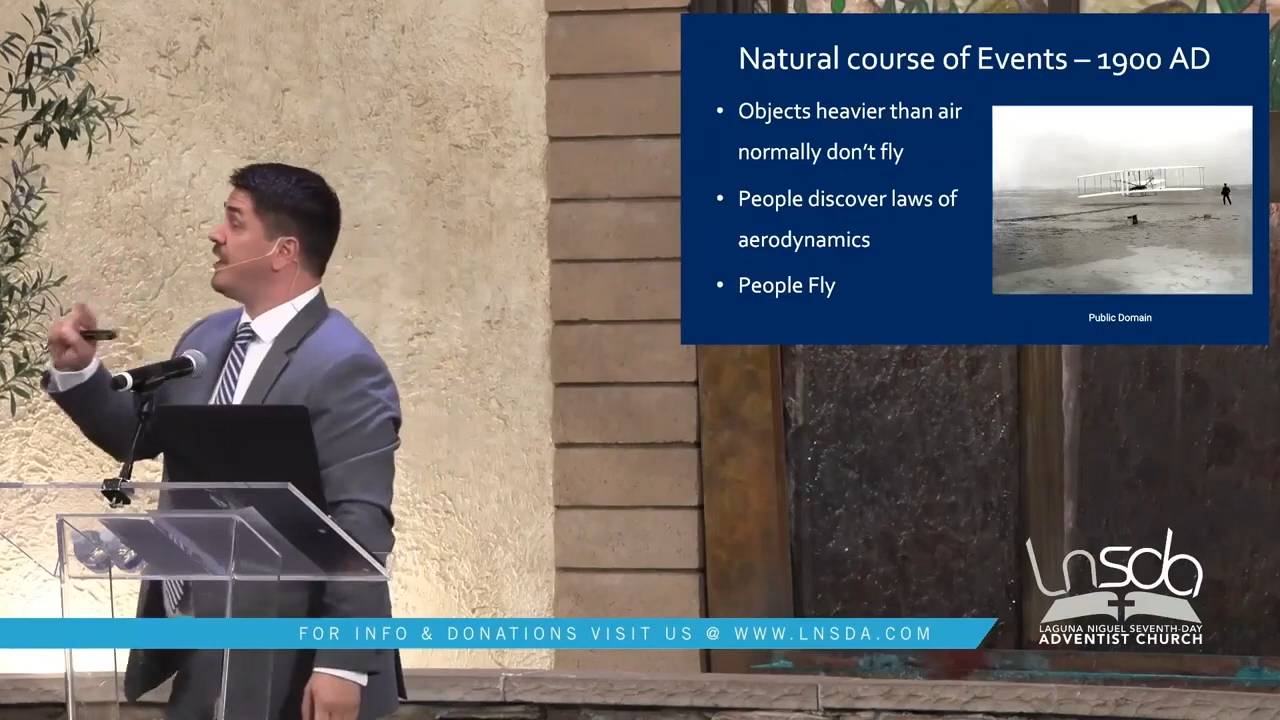 Natural course of Events – 1900 AD
• Objects heavier than air
normally don't fly
• People discover laws of
aerodynamics
• People Fly
Public Domain
lnsda
LAGUNA NIGUEL SEVENTH-DAY
ADVENTIST CHURCH
FOR INFO & DONATIONS VISIT US @ WWW.LNSDA.COM